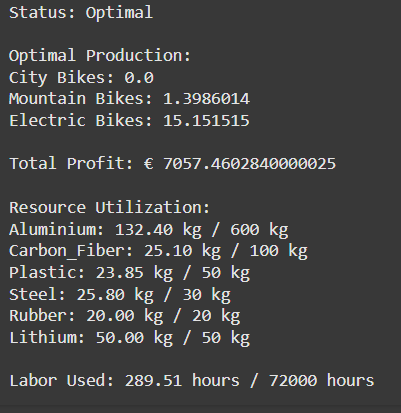 Status: Optimal
Optimal Production:
City Bikes: 0.0
Mountain Bikes: 1.3986014
Electric Bikes: 15.151515
Total Profit: € 7057.4602840000025
Resource Utilization:
Aluminium: 132.40 kg / 600 kg
Carbon_Fiber: 25.10 kg / 100 kg
Plastic: 23.85 kg / 50 kg
Steel: 25.80 kg / 30 kg
Rubber: 20.00 kg / 20 kg
Lithium: 50.00 kg / 50 kg
Labor Used: 289.51 hours / 72000 hours